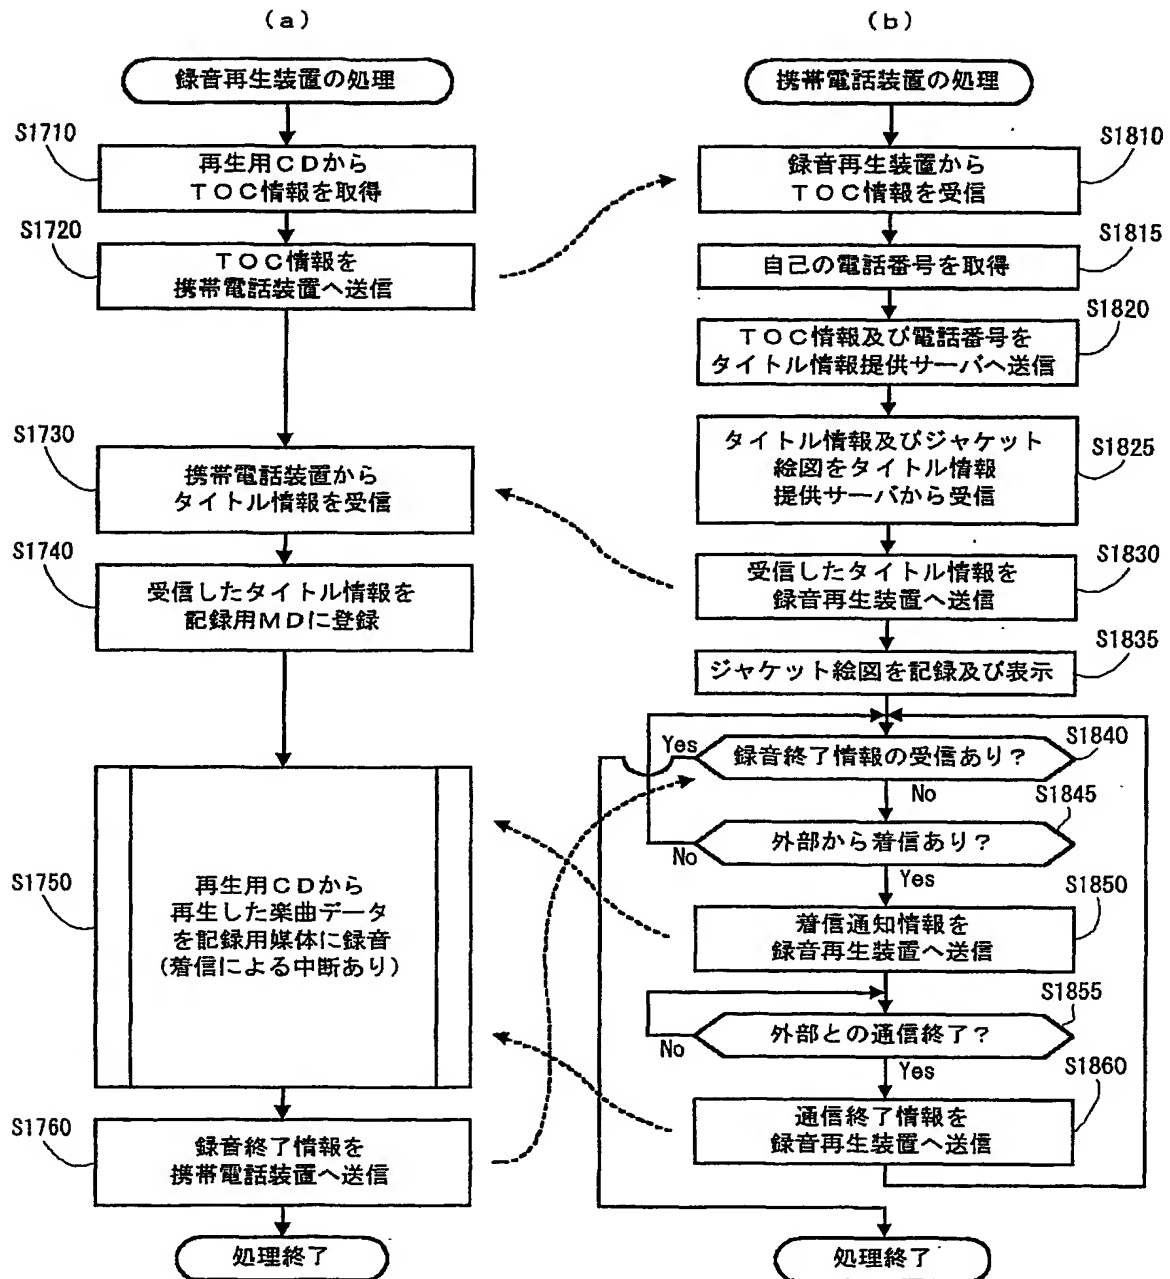 (a)
録音再生装置の処理
S1710
再生用CDから
TOC情報を取得
S1720
TOC情報を
携帯電話装置へ送信
S1730
携帯電話装置から
タイトル情報を受信
S1740
受信したタイトル情報を
記録用MDに登録
S1750
再生用CDから
再生した楽曲データ
を記録用媒体に録音
(着信による中断あり)
S1760
録音終了情報を
携帯電話装置へ送信
処理終了
(b)
携帯電話装置の処理
S1810
録音再生装置から
TOC情報を受信
S1815
自己の電話番号を取得
S1820
TOC情報及び電話番号を
タイトル情報提供サーバへ送信
S1825
タイトル情報及びジャケット
絵図をタイトル情報
提供サーバから受信
S1830
受信したタイトル情報を
録音再生装置へ送信
S1835
ジャケット絵図を記録及び表示
S1840
Yes
録音終了情報の受信あり?
No
S1845
外部から着信あり?
No
Yes
S1850
着信通知情報を
録音再生装置へ送信
S1855
外部との通信終了?
No
Yes
S1860
通信終了情報を
録音再生装置へ送信
処理終了